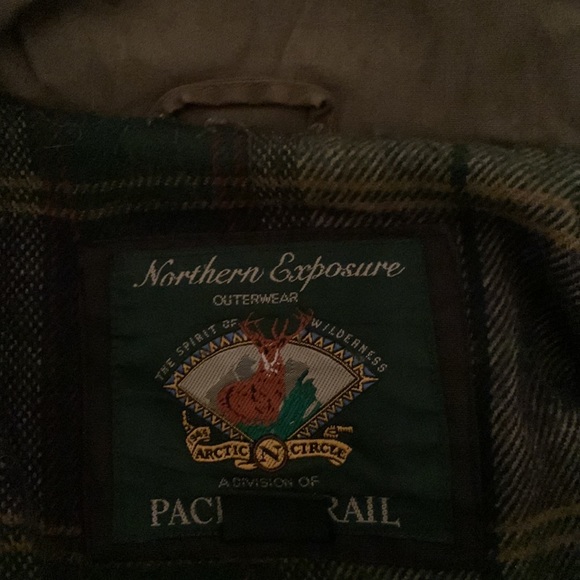 Northern Exposure
OUTERWEAR
THE SPIRIT OF WILDERNESS
ARCTIC N CIRCLE
A DIVISION OF
PACI RAIL